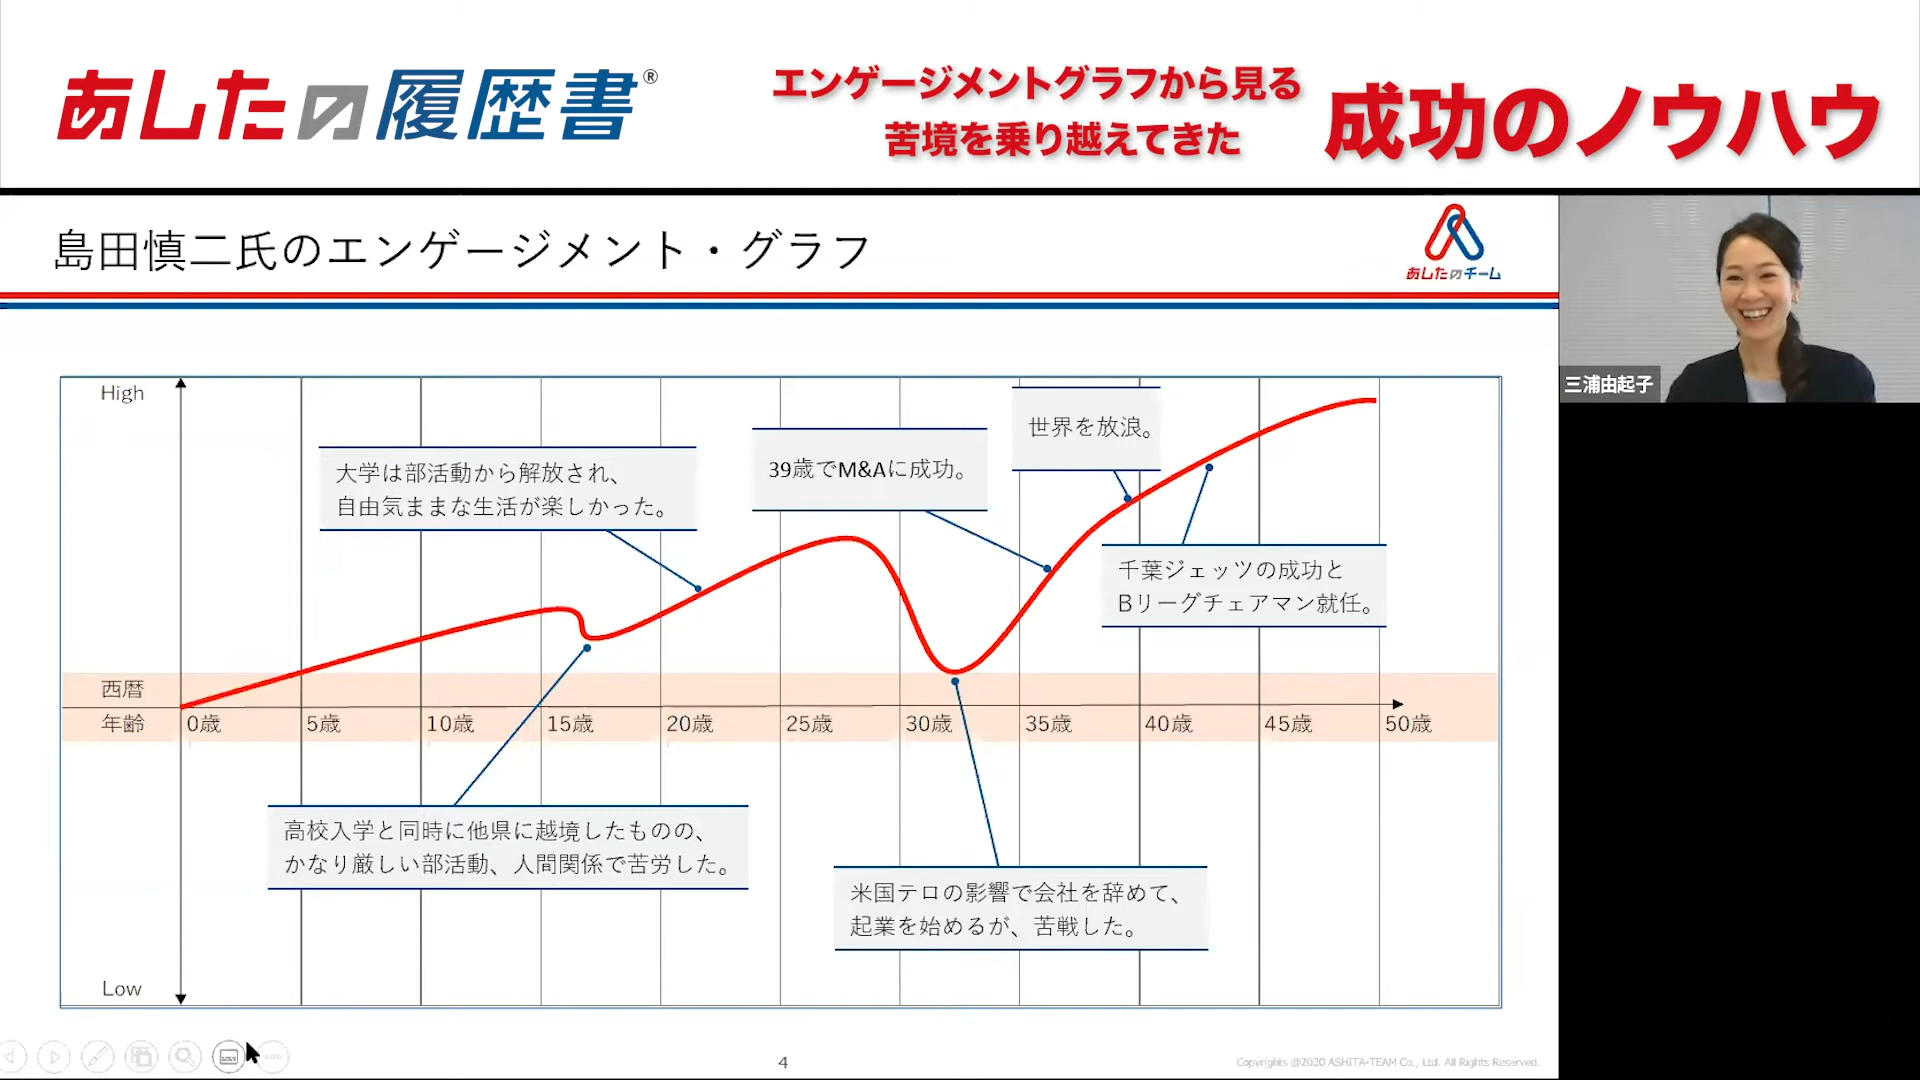 あしたの履歴書®
エンゲージメントグラフから見る
苦境を乗り越えてきた
成功のノウハウ
島田慎二氏のエンゲージメント・グラフ
あしたのチーム
三浦由起子
High
世界を放浪。
39歳でM&Aに成功。
大学は部活動から解放され、
自由気ままな生活が楽しかった。
千葉ジェッツの成功と
Bリーグチェアマン就任。
西暦
年齢 0歳 5歳 10歳 15歳 20歳 25歳 30歳 35歳 40歳 45歳 50歳
高校入学と同時に他県に越境したものの、
かなり厳しい部活動、人間関係で苦労した。
米国テロの影響で会社を辞めて、
起業を始めるが、苦戦した。
Low
4
Copyrights @2020 ASHITA-TEAM Co., Ltd. All Rights Reserved.